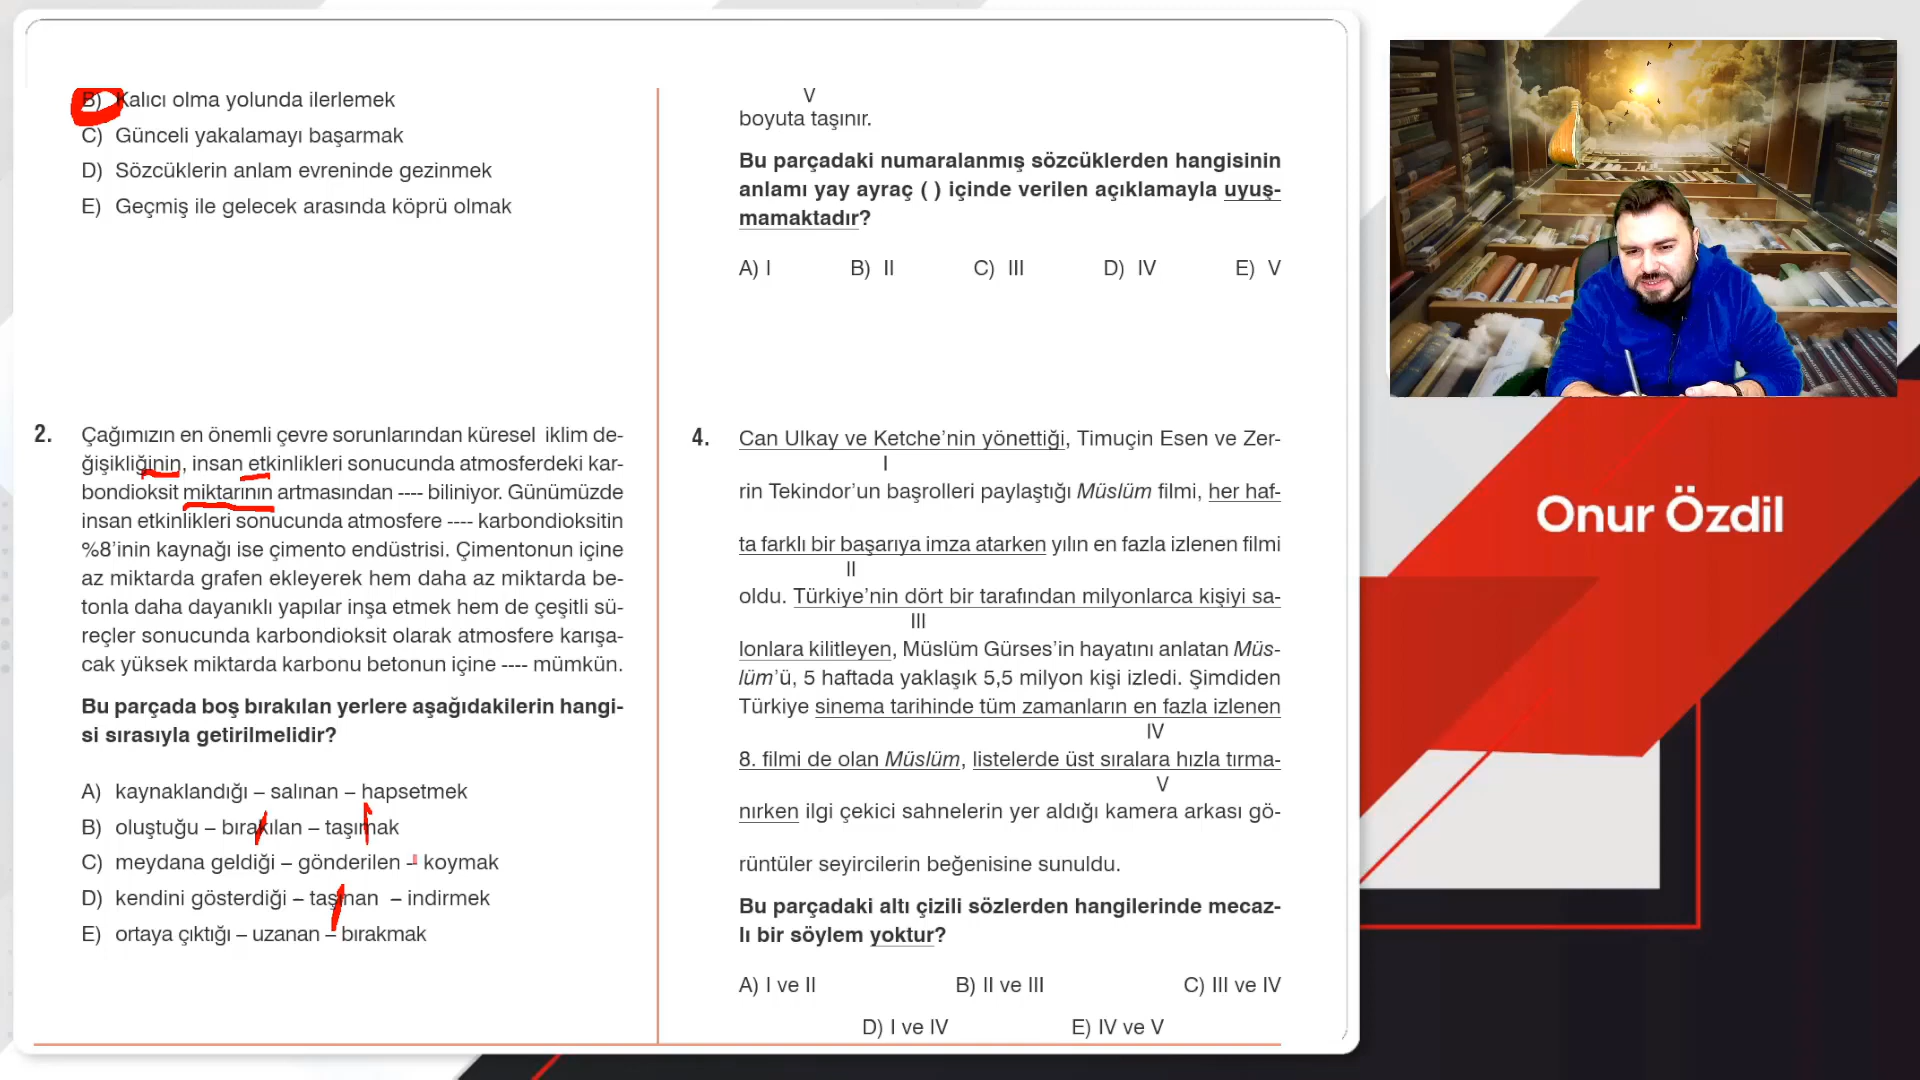 B) Kalıcı olma yolunda ilerlemek
C) Günceli yakalamayı başarmak
D) Sözcüklerin anlam evreninde gezinmek
E) Geçmiş ile gelecek arasında köprü olmak
2. Çağımızın en önemli çevre sorunlarından küresel iklim de-
ğişikliğinin, insan etkinlikleri sonucunda atmosferdeki kar-
bondioksit miktarının artmasından ---- biliniyor. Günümüzde
insan etkinlikleri sonucunda atmosfere ---- karbondioksitin
%8'inin kaynağı ise çimento endüstrisi. Çimentonun içine
az miktarda grafen ekleyerek hem daha az miktarda be-
tonla daha dayanıklı yapılar inşa etmek hem de çeşitli sü-
reçler sonucunda karbondioksit olarak atmosfere karışa-
cak yüksek miktarda karbonu betonun içine ---- mümkün.
Bu parçada boş bırakılan yerlere aşağıdakilerin hangi-
si sırasıyla getirilmelidir?
A) kaynaklandığı – salınan – hapsetmek
B) oluştuğu – bırakılan – taşımak
C) meydana geldiği – gönderilen – koymak
D) kendini gösterdiği – taşınan – indirmek
E) ortaya çıktığı – uzanan – bırakmak
V
boyuta taşınır.
Bu parçadaki numaralanmış sözcüklerden hangisinin
anlamı yay ayraç ( ) içinde verilen açıklamayla uyuş-
mamaktadır?
A) I B) II C) III D) IV E) V
4. Can Ulkay ve Ketche'nin yönettiği, Timuçin Esen ve Zer-
I
rin Tekindor'un başrolleri paylaştığı Müslüm filmi, her haf-
ta farklı bir başarıya imza atarken yılın en fazla izlenen filmi
II
oldu. Türkiye'nin dört bir tarafından milyonlarca kişiyi sa-
III
lonlara kilitleyen, Müslüm Gürses'in hayatını anlatan Müs-
lüm'ü, 5 haftada yaklaşık 5,5 milyon kişi izledi. Şimdiden
Türkiye sinema tarihinde tüm zamanların en fazla izlenen
IV
8. filmi de olan Müslüm, listelerde üst sıralara hızla tırma-
V
nırken ilgi çekici sahnelerin yer aldığı kamera arkası gö-
rüntüler seyircilerin beğenisine sunuldu.
Bu parçadaki altı çizili sözlerden hangilerinde mecaz-
lı bir söylem yoktur?
A) I ve II B) II ve III C) III ve IV
D) I ve IV E) IV ve V
Onur Özdil